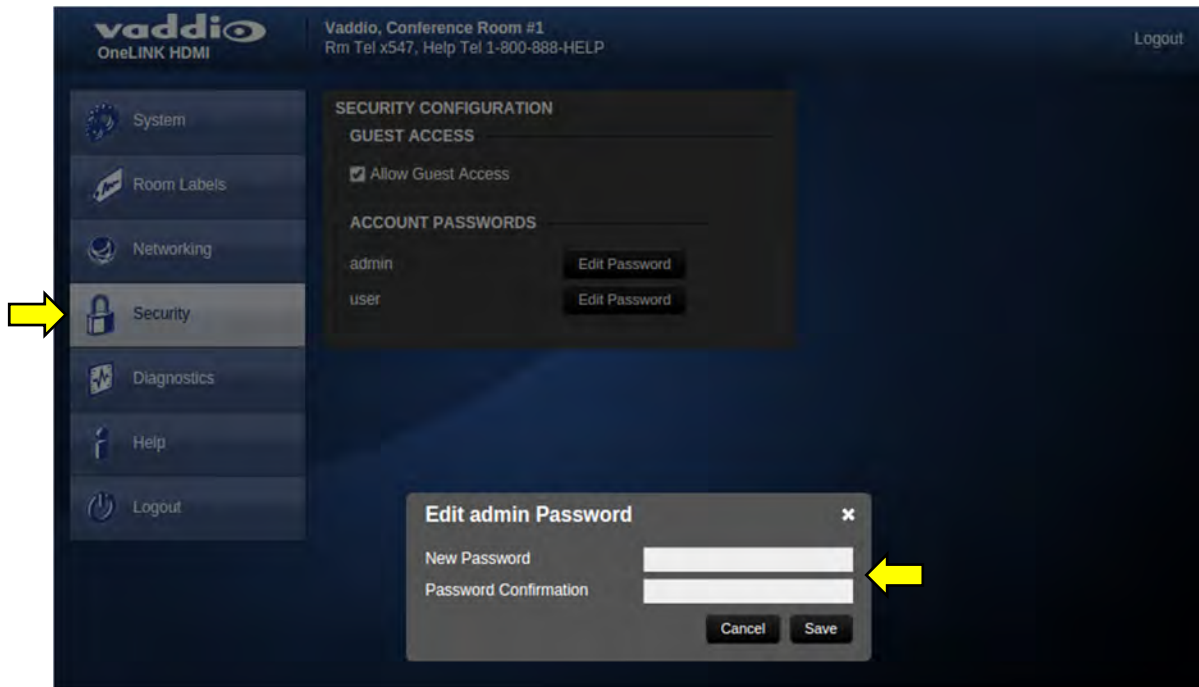 vaddio
OneLINK HDMI
Vaddio, Conference Room #1
Rm Tel x547, Help Tel 1-800-888-HELP
Logout
System
Room Labels
Networking
Security
Diagnostics
Help
Logout
SECURITY CONFIGURATION
GUEST ACCESS
Allow Guest Access
ACCOUNT PASSWORDS
admin Edit Password
user Edit Password
Edit admin Password
New Password
Password Confirmation
Cancel Save